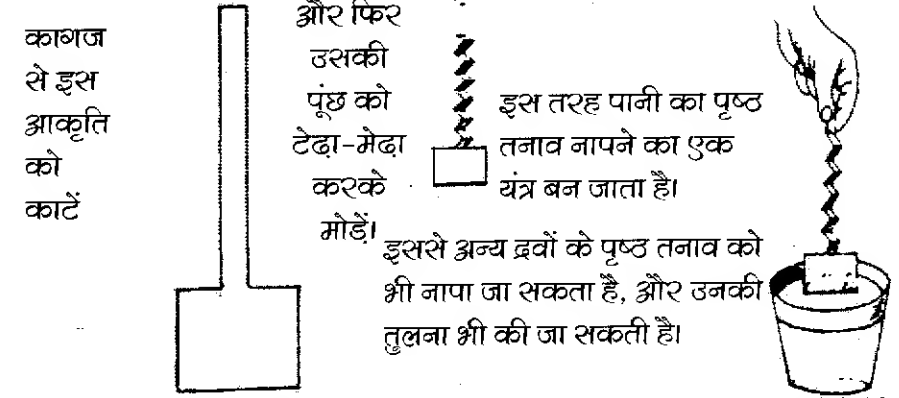 कागज
से इस
आकृति
को
काटें
और फिर
उसकी
पूंछ को
टेढ़ा-मेढ़ा
करके
मोड़ें।
इस तरह पानी का पृष्ठ
तनाव नापने का एक
यंत्र बन जाता है।
इससे अन्य द्रवों के पृष्ठ तनाव को
भी नापा जा सकता है, और उनकी
तुलना भी की जा सकती है।